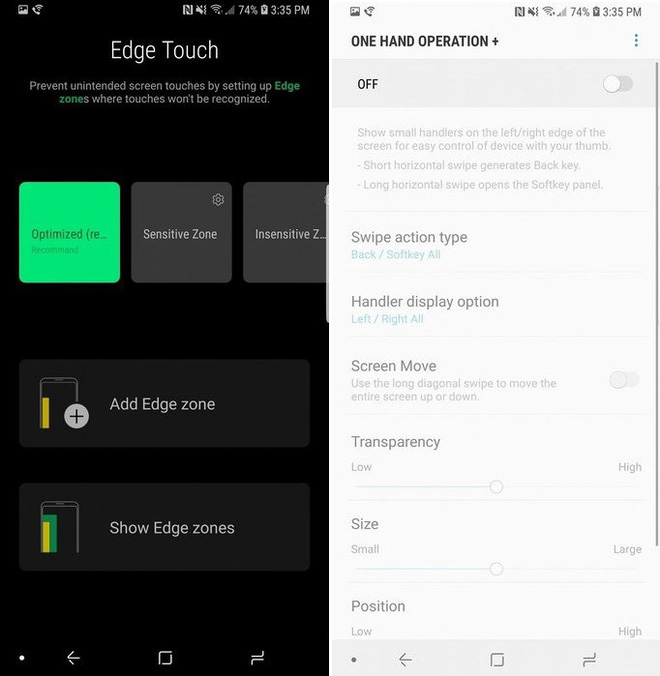 74% 3:35 PM
Edge Touch
Prevent unintended screen touches by setting up Edge
zones where touches won't be recognized.
Optimized (re...
Recommand
Sensitive Zone
Insensitive Z...
Add Edge zone
Show Edge zones
74% 3:35 PM
ONE HAND OPERATION +
OFF
Show small handlers on the left/right edge of the
screen for easy control of device with your thumb.
- Short horizontal swipe generates Back key.
- Long horizontal swipe opens the Softkey panel.
Swipe action type
Back / Softkey All
Handler display option
Left / Right All
Screen Move
Use the long diagonal swipe to move the
entire screen up or down.
Transparency
Low High
Size
Small Large
Position
Low High